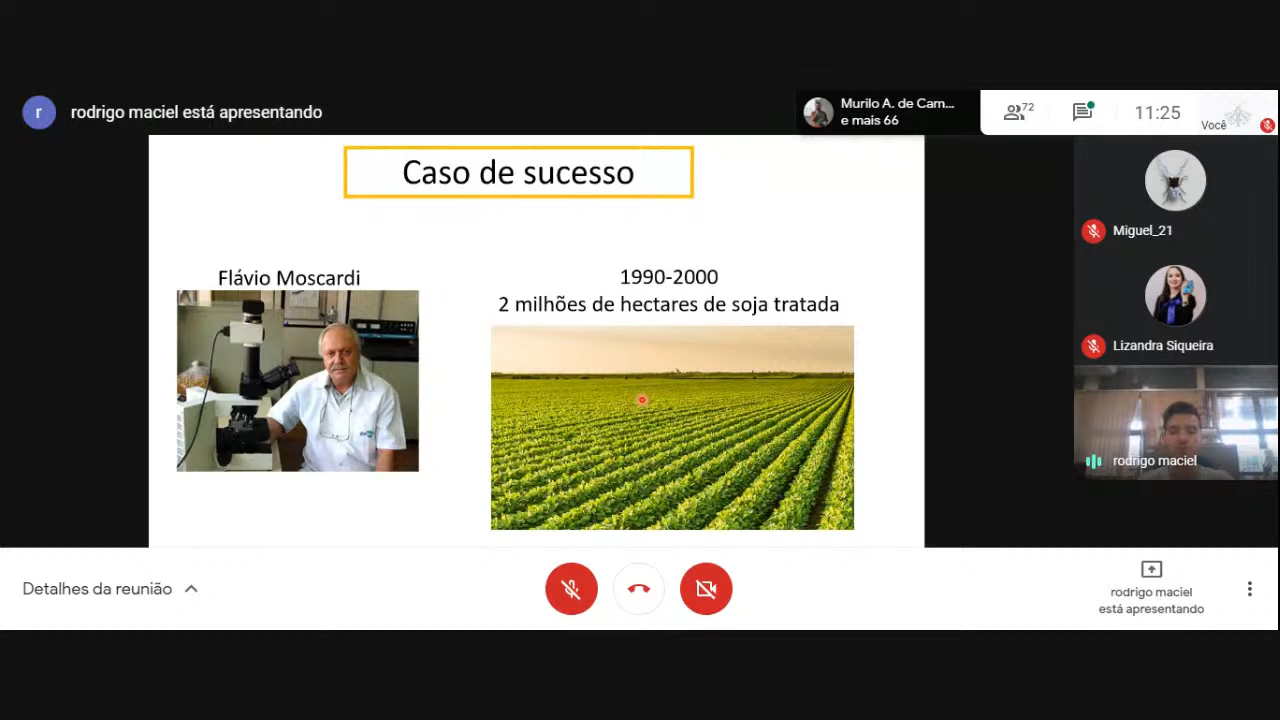 r
rodrigo maciel está apresentando
Murilo A. de Cam...
e mais 66
72
11:25
Você
Caso de sucesso
Flávio Moscardi
1990-2000
2 milhões de hectares de soja tratada
Miguel_21
Lizandra Siqueira
rodrigo maciel
Detalhes da reunião
rodrigo maciel
está apresentando